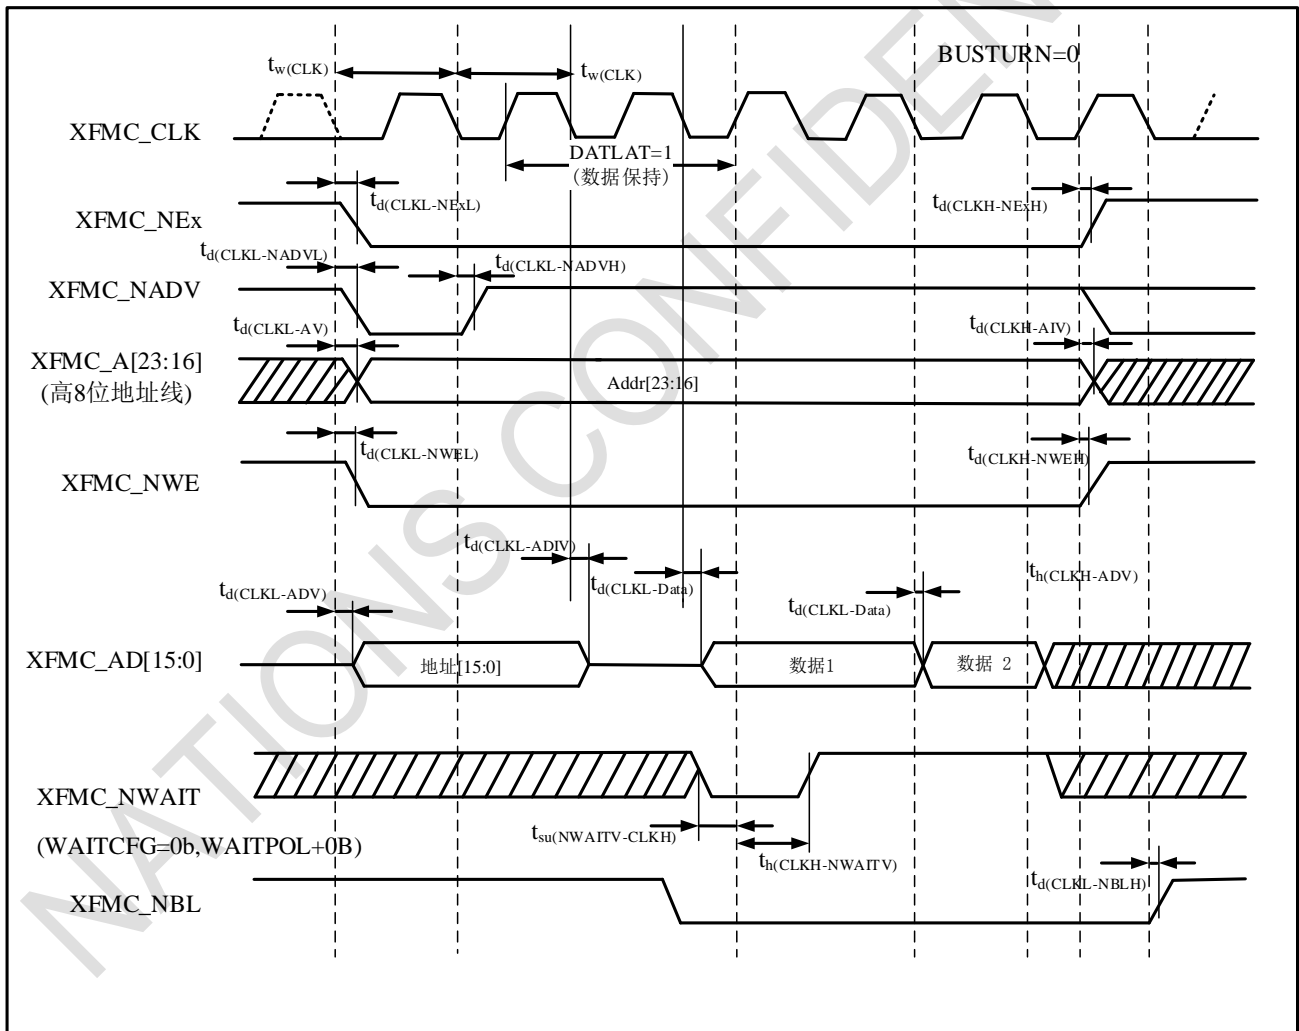 BUSTURN=0
tw(CLK)
tw(CLK)
XFMC_CLK
DATLAT=1
(数据保持)
td(CLKL-NExL)
td(CLKH-NExH)
XFMC_NEx
td(CLKL-NADVL)
td(CLKL-NADVH)
XFMC_NADV
td(CLKL-AV)
td(CLKH-AIV)
XFMC_A[23:16]
(高8位地址线)
Addr[23:16]
td(CLKL-NWEL)
td(CLKH-NWEH)
XFMC_NWE
td(CLKL-ADIV)
td(CLKL-ADV)
td(CLKL-Data)
td(CLKL-Data)
th(CLKH-ADV)
XFMC_AD[15:0]
地址[15:0]
数据1
数据 2
XFMC_NWAIT
(WAITCFG=0b,WAITPOL+0B)
tsu(NWAITV-CLKH)
th(CLKH-NWAITV)
td(CLKL-NBLH)
XFMC_NBL
NATIONS CONFIDEN